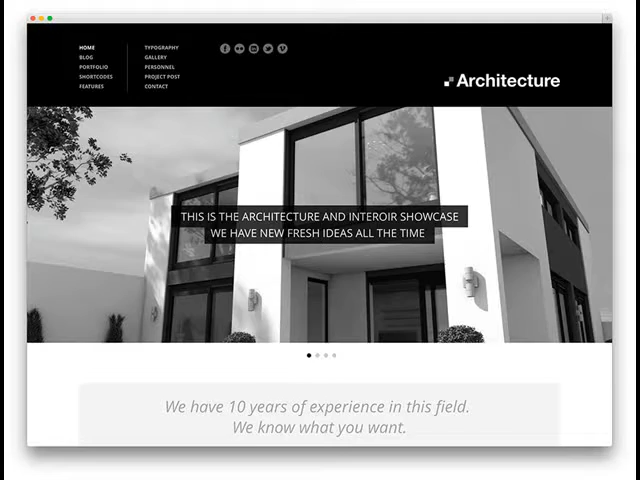 HOME
BLOG
PORTFOLIO
SHORTCODES
FEATURES
TYPOGRAPHY
GALLERY
PERSONNEL
PROJECT POST
CONTACT
Architecture
THIS IS THE ARCHITECTURE AND INTEROIR SHOWCASE
WE HAVE NEW FRESH IDEAS ALL THE TIME
We have 10 years of experience in this field.
We know what you want.